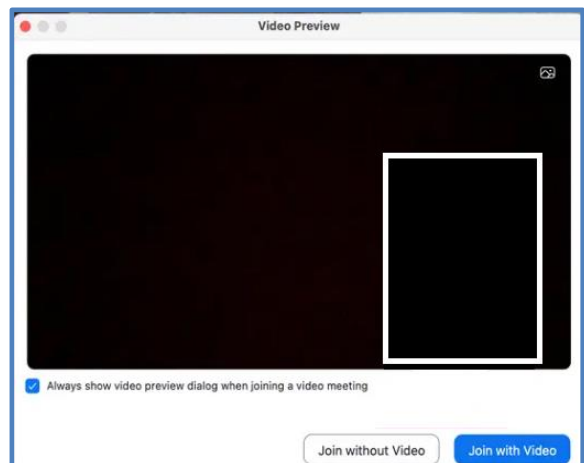 Video Preview
Always show video preview dialog when joining a video meeting
Join without Video
Join with Video